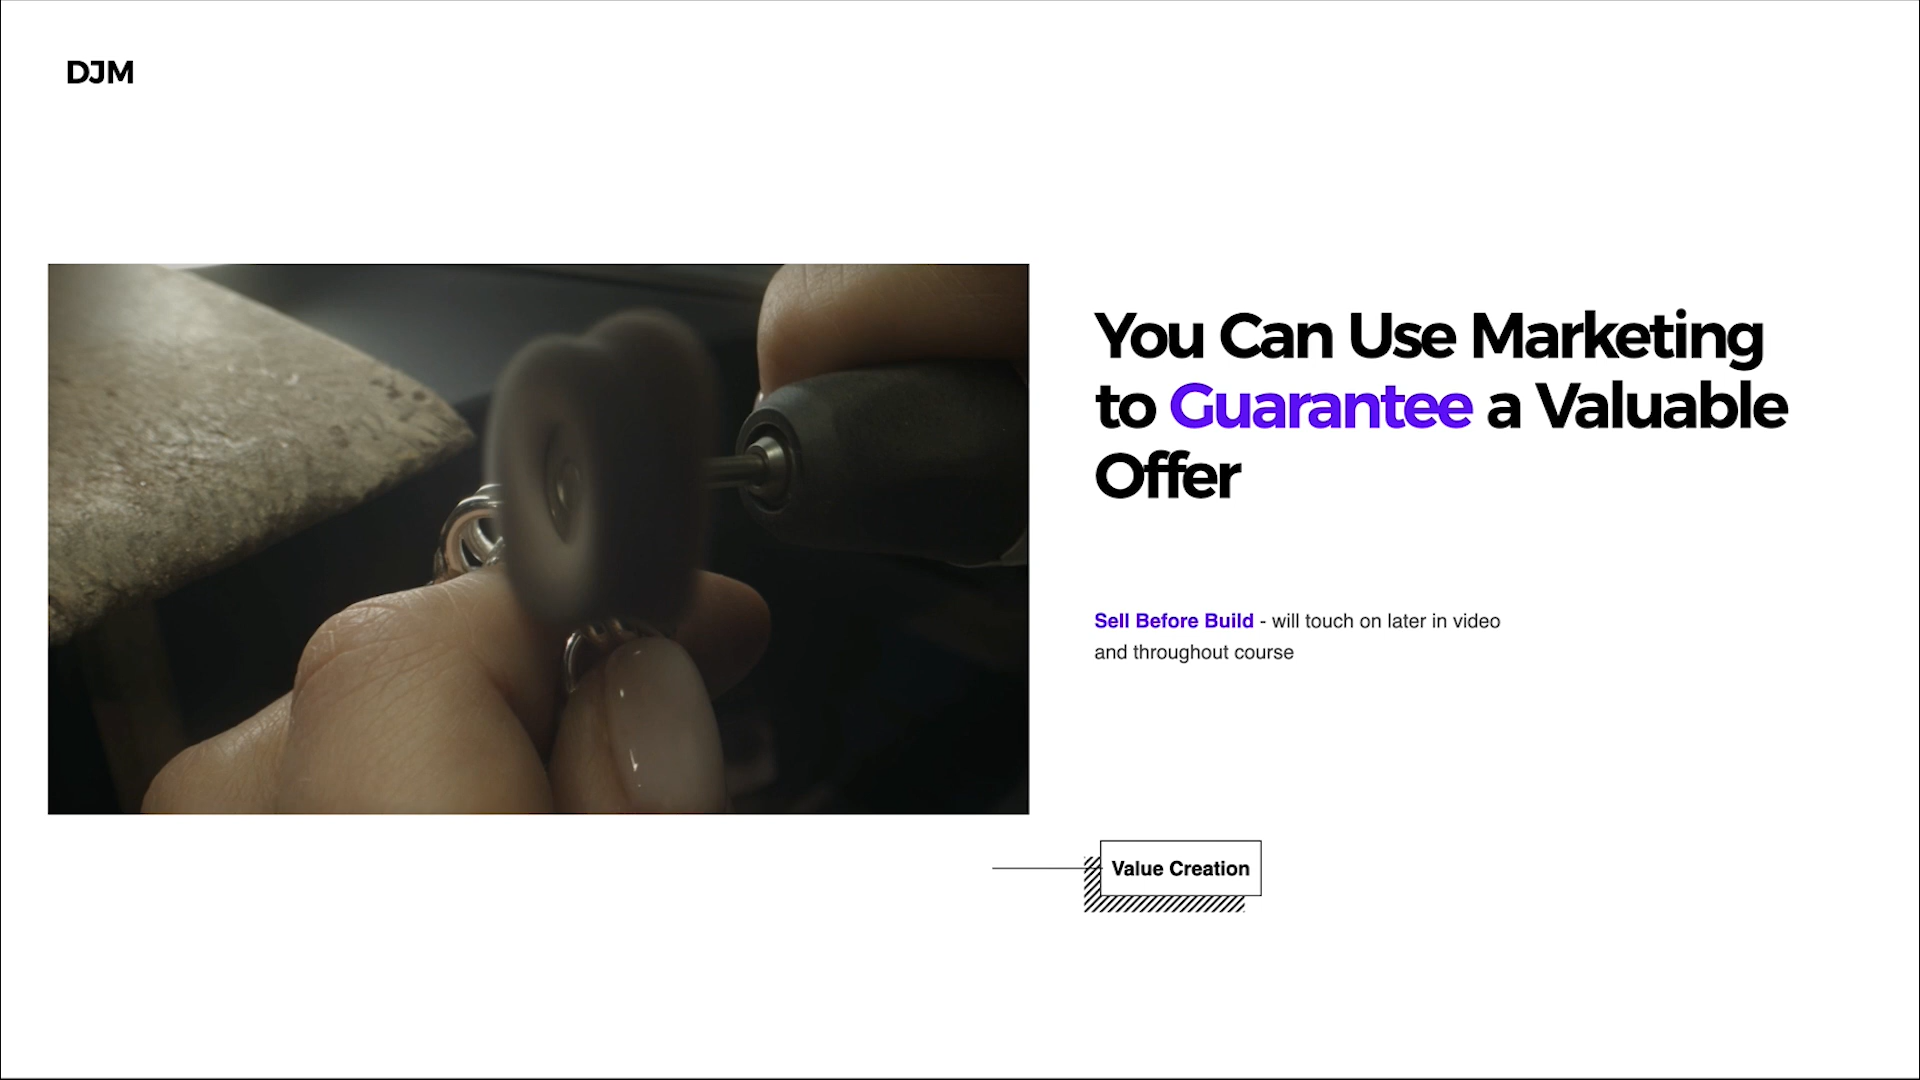 DJM
You Can Use Marketing
to Guarantee a Valuable
Offer
Sell Before Build - will touch on later in video
and throughout course
Value Creation